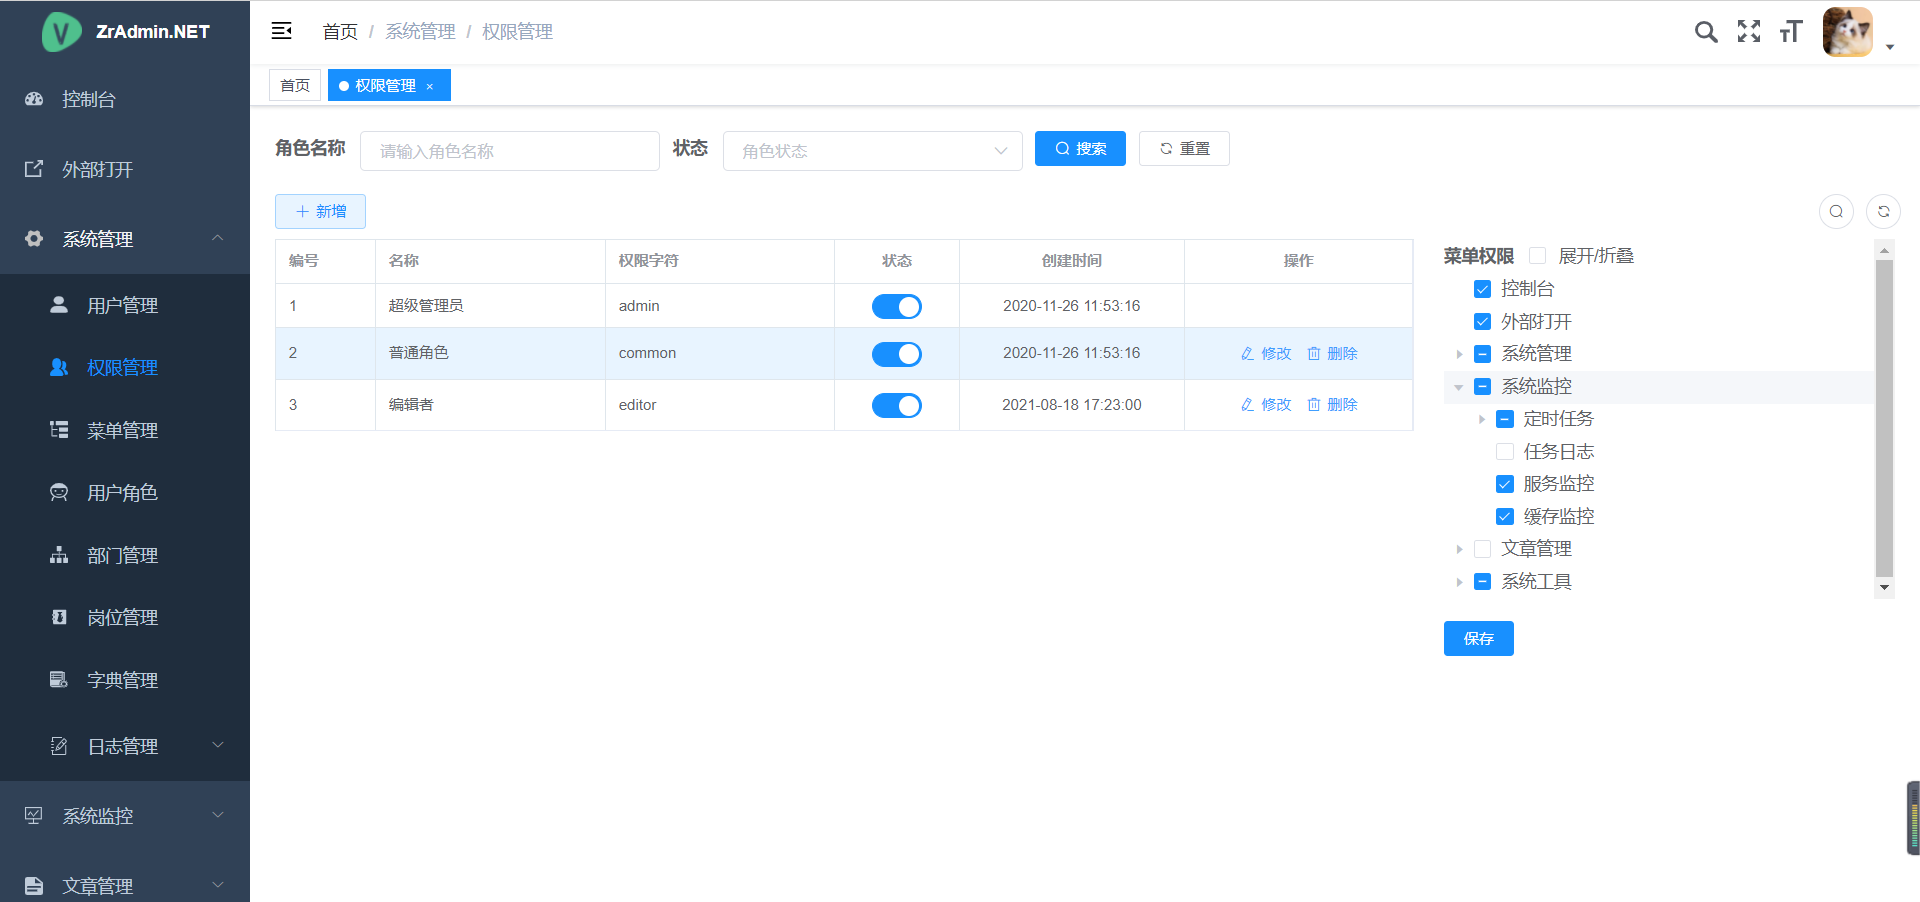 V
ZrAdmin.NET
控制台
外部打开
系统管理
用户管理
权限管理
菜单管理
用户角色
部门管理
岗位管理
字典管理
日志管理
系统监控
文章管理
首页 / 系统管理 / 权限管理
首页
权限管理 ×
角色名称 请输入角色名称 状态 角色状态 搜索 重置
新增
编号 名称 权限字符 状态 创建时间 操作
1 超级管理员 admin 2020-11-26 11:53:16
2 普通角色 common 2020-11-26 11:53:16 修改 删除
3 编辑者 editor 2021-08-18 17:23:00 修改 删除
菜单权限 展开/折叠
控制台
外部打开
系统管理
系统监控
定时任务
任务日志
服务监控
缓存监控
文章管理
系统工具
保存